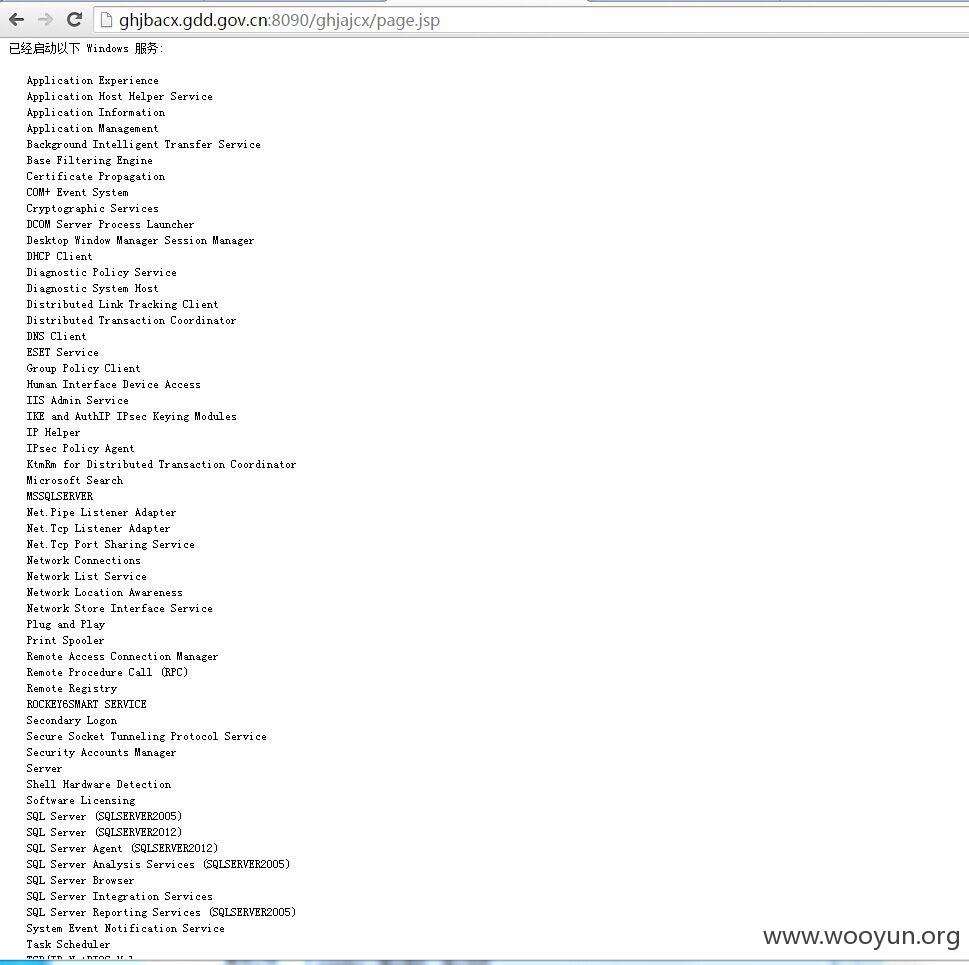 ghjbacx.gdd.gov.cn:8090/ghjajcx/page.jsp
已经启动以下 Windows 服务:
Application Experience
Application Host Helper Service
Application Information
Application Management
Background Intelligent Transfer Service
Base Filtering Engine
Certificate Propagation
COM+ Event System
Cryptographic Services
DCOM Server Process Launcher
Desktop Window Manager Session Manager
DHCP Client
Diagnostic Policy Service
Diagnostic System Host
Distributed Link Tracking Client
Distributed Transaction Coordinator
DNS Client
ESET Service
Group Policy Client
Human Interface Device Access
IIS Admin Service
IKE and AuthIP IPsec Keying Modules
IP Helper
IPsec Policy Agent
KtmRm for Distributed Transaction Coordinator
Microsoft Search
MSSQLSERVER
Net.Pipe Listener Adapter
Net.Tcp Listener Adapter
Net.Tcp Port Sharing Service
Network Connections
Network List Service
Network Location Awareness
Network Store Interface Service
Plug and Play
Print Spooler
Remote Access Connection Manager
Remote Procedure Call (RPC)
Remote Registry
ROCKEY6SMART SERVICE
Secondary Logon
Secure Socket Tunneling Protocol Service
Security Accounts Manager
Server
Shell Hardware Detection
Software Licensing
SQL Server (SQLSERVER2005)
SQL Server (SQLSERVER2012)
SQL Server Agent (SQLSERVER2012)
SQL Server Analysis Services (SQLSERVER2005)
SQL Server Browser
SQL Server Integration Services
SQL Server Reporting Services (SQLSERVER2005)
System Event Notification Service
Task Scheduler
www.wooyun.org